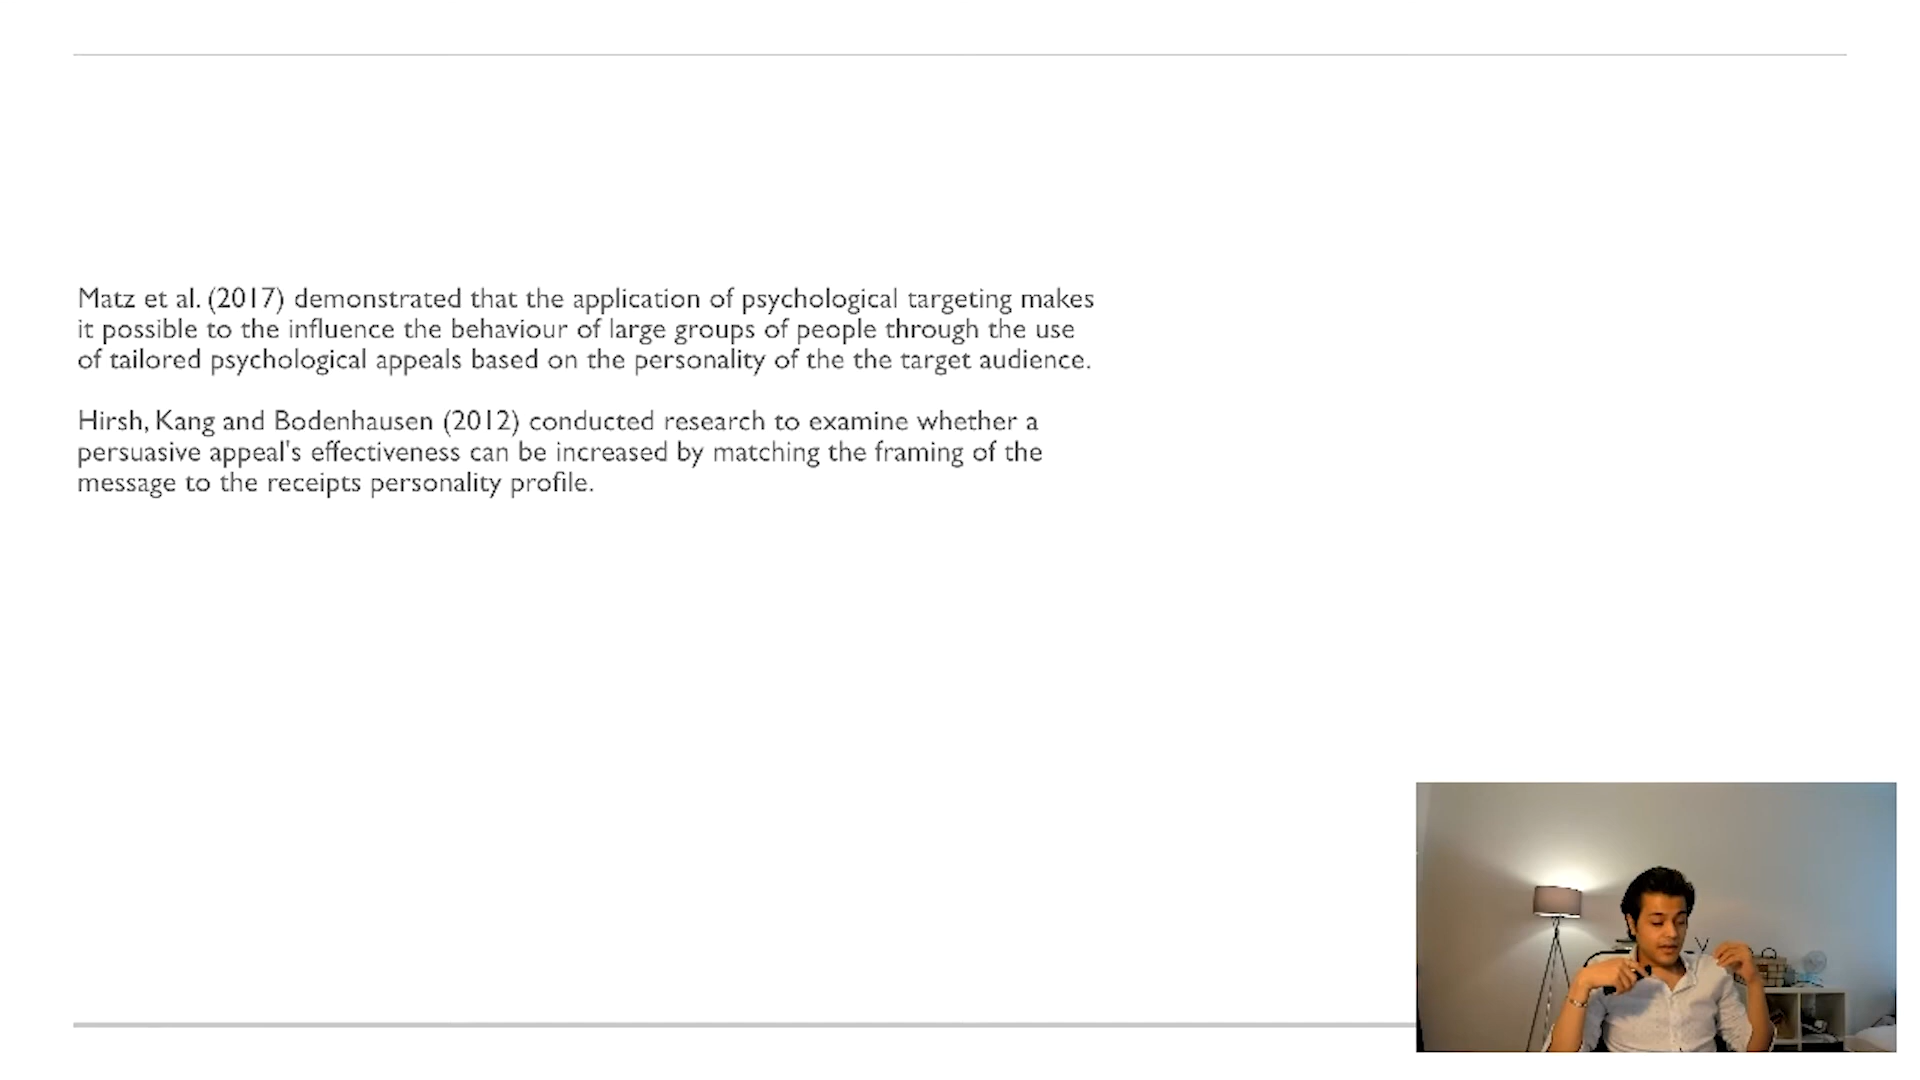 Matz et al. (2017) demonstrated that the application of psychological targeting makes
it possible to the influence the behaviour of large groups of people through the use
of tailored psychological appeals based on the personality of the the target audience.
Hirsh, Kang and Bodenhausen (2012) conducted research to examine whether a
persuasive appeal's effectiveness can be increased by matching the framing of the
message to the receipts personality profile.